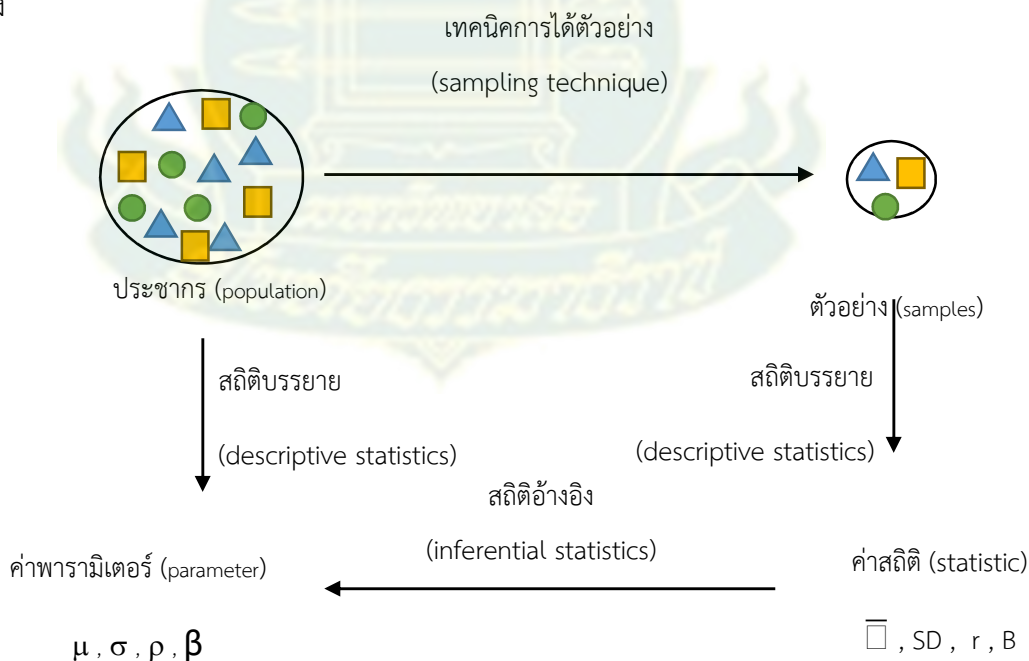 เทคนิคการได้ตัวอย่าง
(sampling technique)
ประชากร (population)
ตัวอย่าง (samples)
สถิติบรรยาย
(descriptive statistics)
สถิติบรรยาย
(descriptive statistics)
สถิติอ้างอิง
(inferential statistics)
ค่าพารามิเตอร์ (parameter)
ค่าสถิติ (statistic)
μ , σ , ρ , β
□̅ , SD , r , B